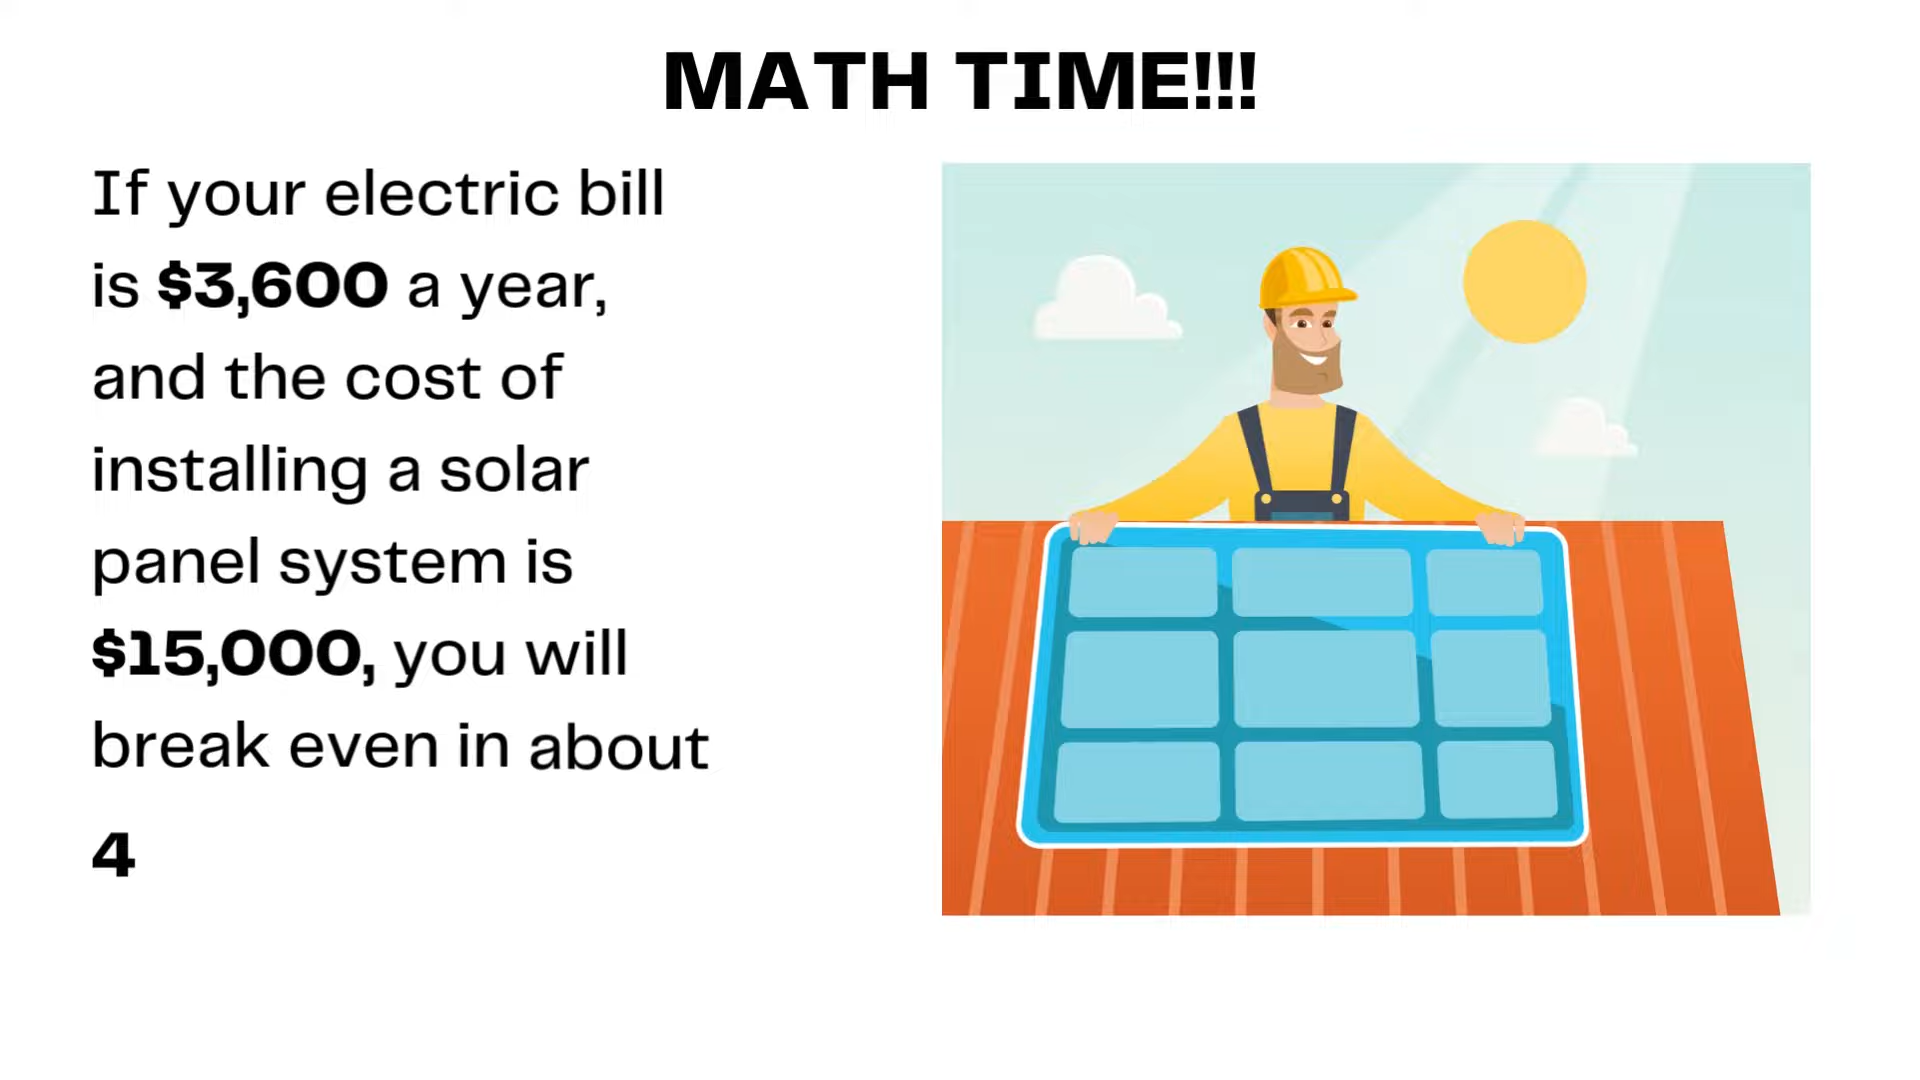 MATH TIME!!!
If your electric bill
is $3,600 a year,
and the cost of
installing a solar
panel system is
$15,000, you will
break even in about
4